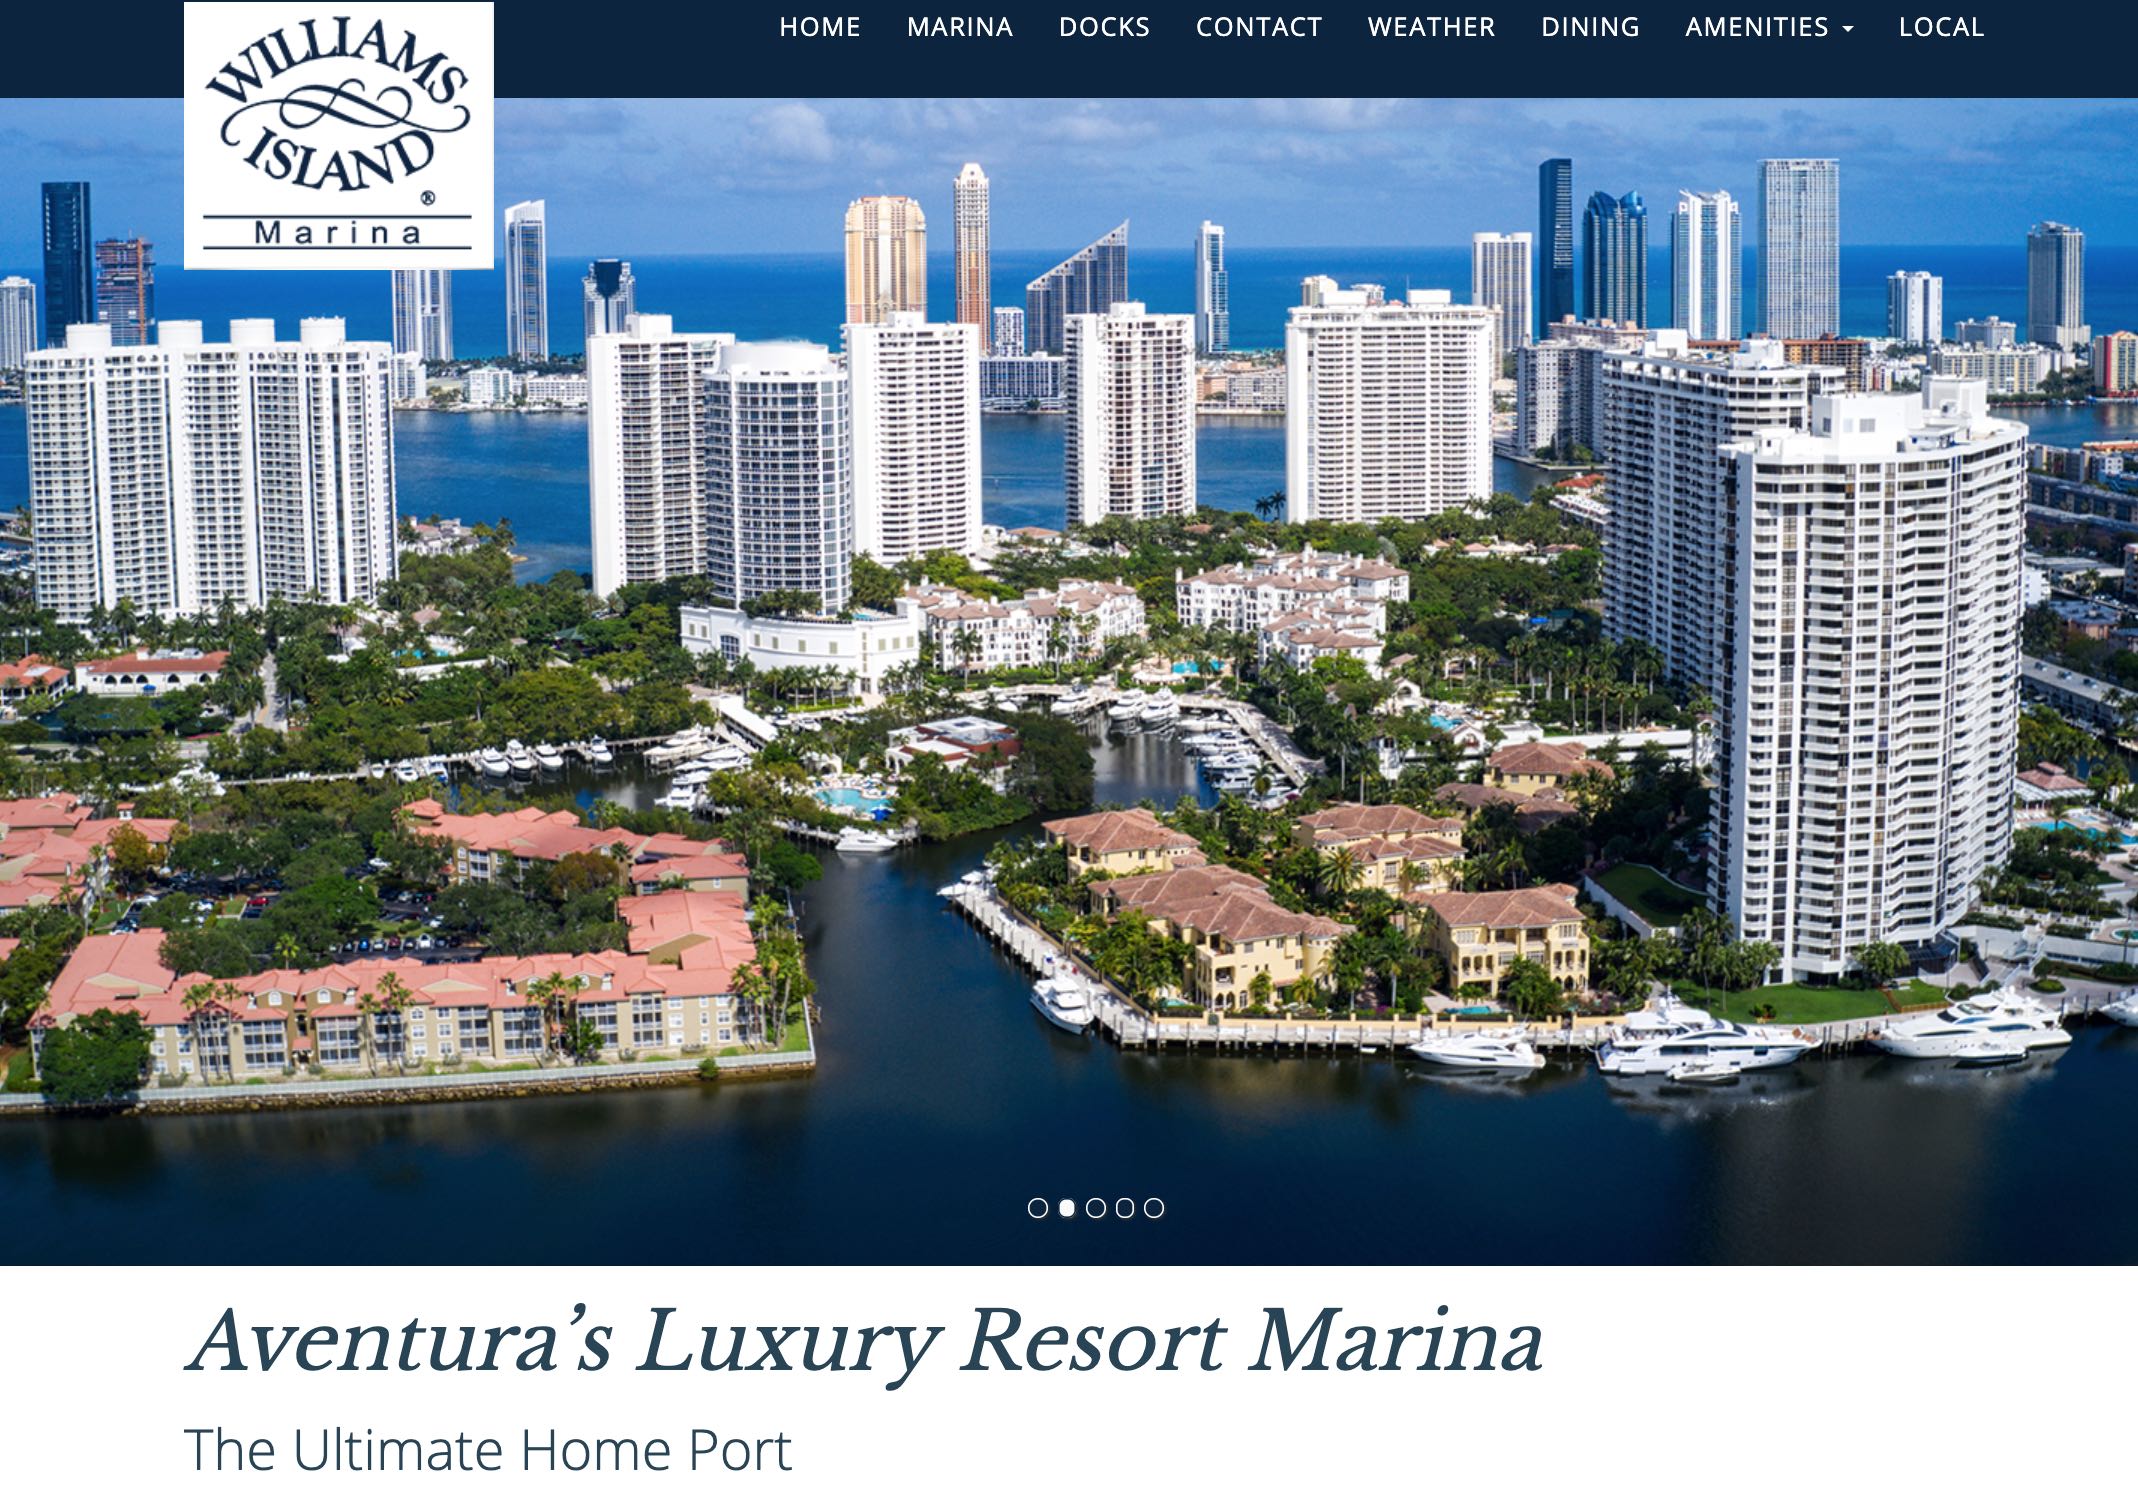 WILLIAMS
ISLAND
®
Marina
HOME MARINA DOCKS CONTACT WEATHER DINING AMENITIES LOCAL
Aventura’s Luxury Resort Marina
The Ultimate Home Port